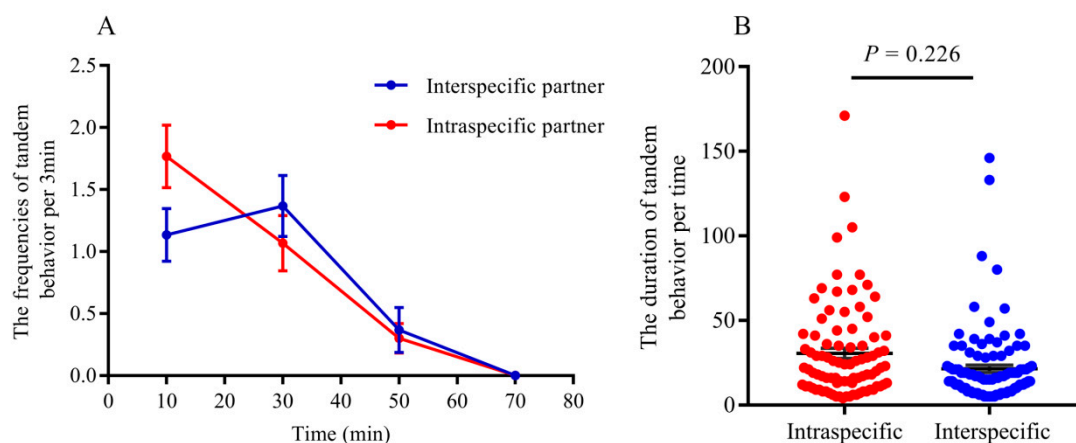 A
The frequencies of tandem
behavior per 3min
2.5
2.0
1.5
1.0
0.5
0.0
0
10
20
30
40
50
60
70
80
Time (min)
Interspecific partner
Intraspecific partner
B
P = 0.226
The duration of tandem
behavior per time
200
150
100
50
0
Intraspecific
Interspecific